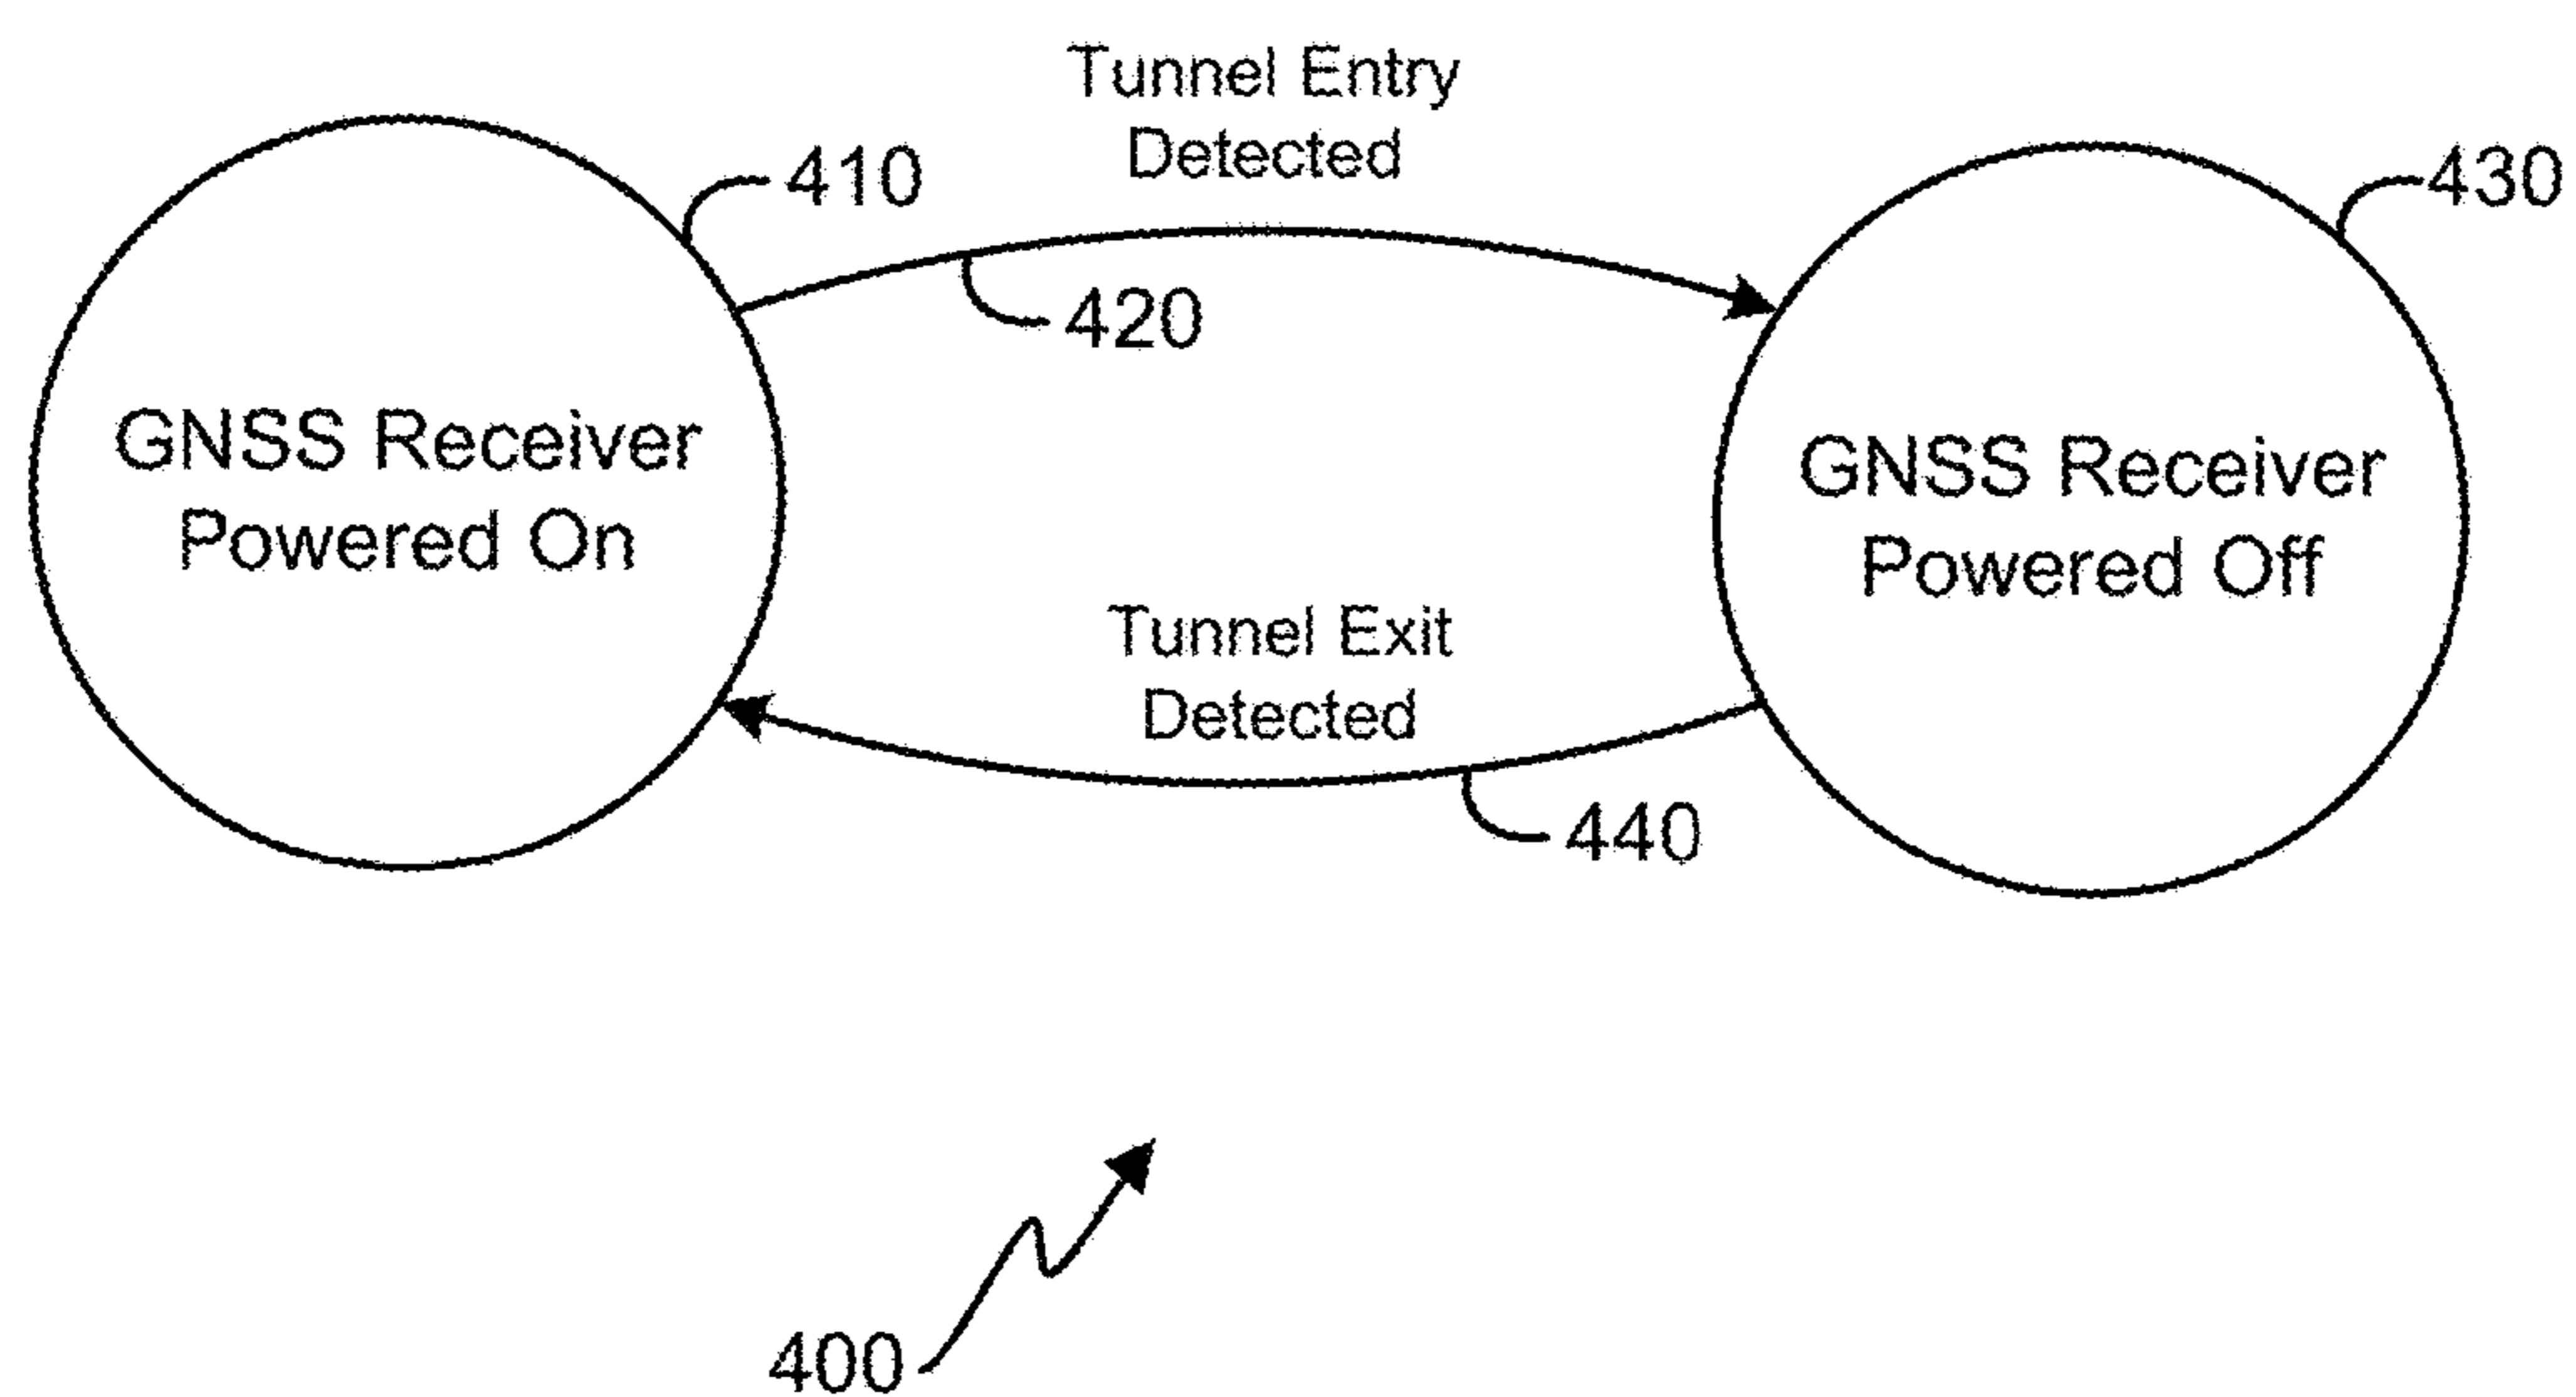 Tunnel Entry
Detected
410
430
420
GNSS Receiver
Powered On
GNSS Receiver
Powered Off
Tunnel Exit
Detected
440
400